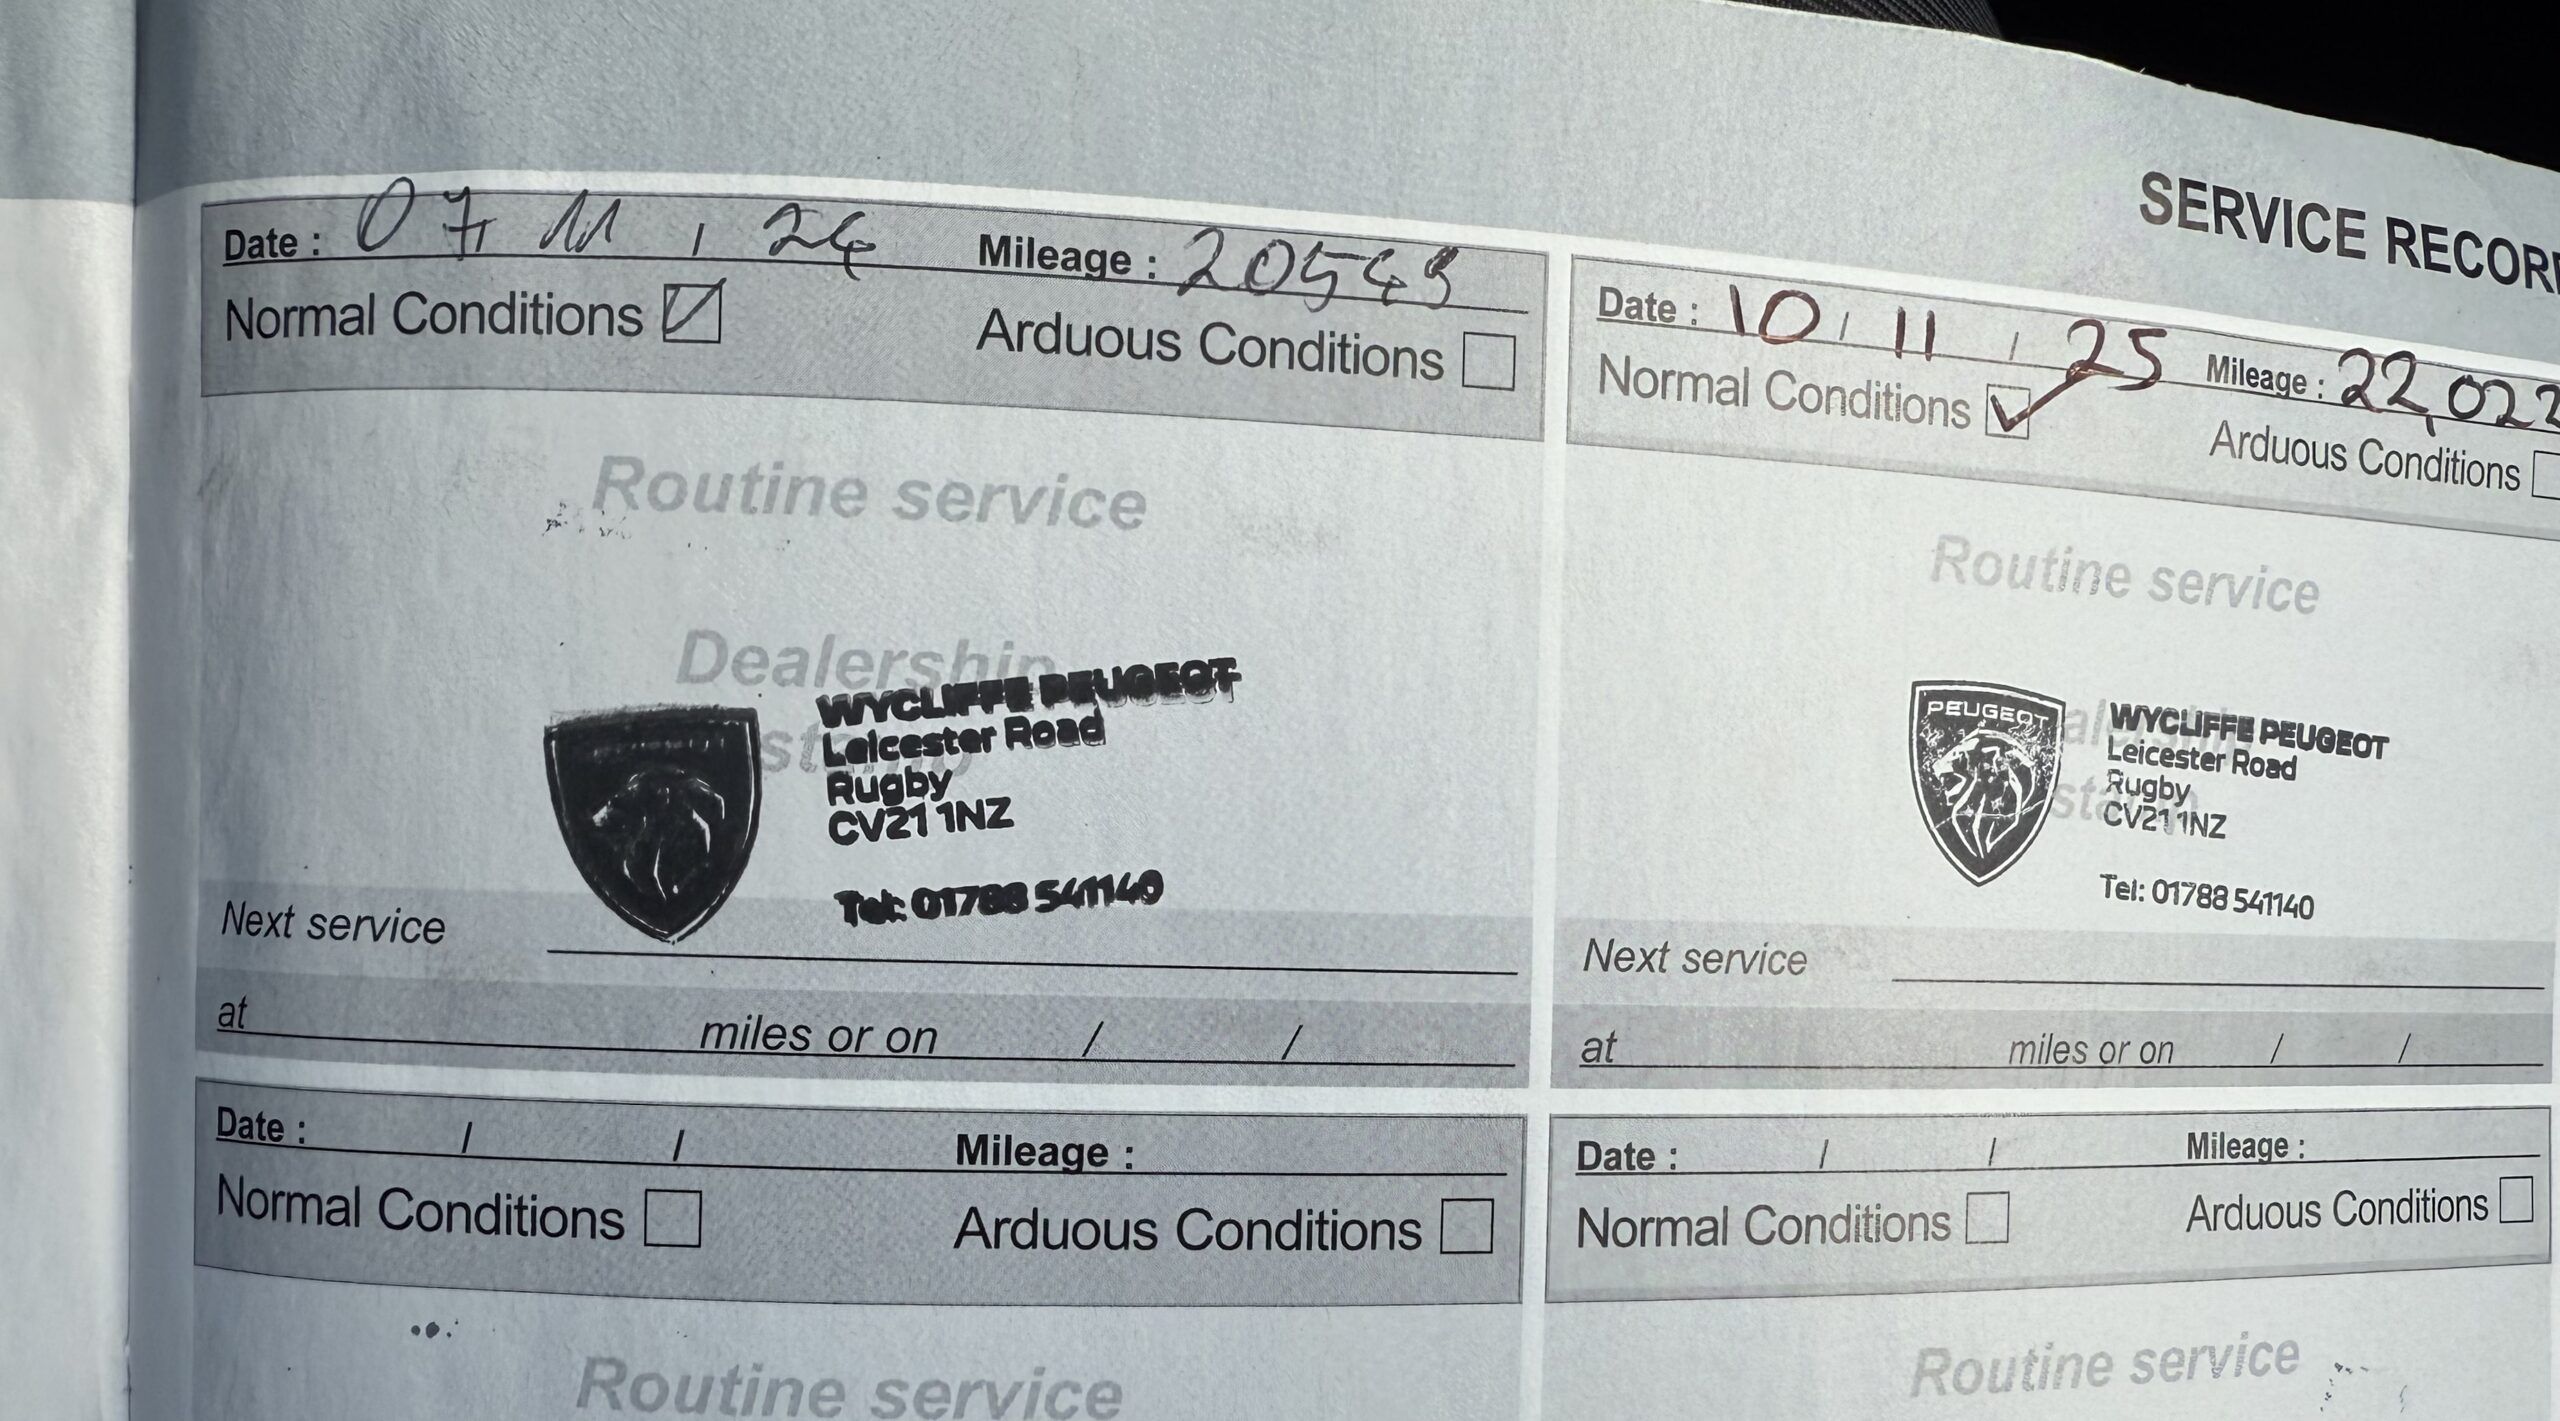 SERVICE RECOR
Date : 07 / 11 / 24 Mileage : 20543
Normal Conditions Arduous Conditions
Routine service
Dealership
stamp
WYCLIFFE PEUGEOT
Leicester Road
Rugby
CV21 1NZ
Tel: 01788 541140
Next service
at miles or on / /
Date : 10 / 11 / 25 Mileage : 22,022
Normal Conditions Arduous Conditions
Routine service
Dealership
stamp
PEUGEOT
WYCLIFFE PEUGEOT
Leicester Road
Rugby
CV21 1NZ
Tel: 01788 541140
Next service
at miles or on / /
Date : / / Mileage :
Normal Conditions Arduous Conditions
Routine service
Date : / / Mileage :
Normal Conditions Arduous Conditions
Routine service